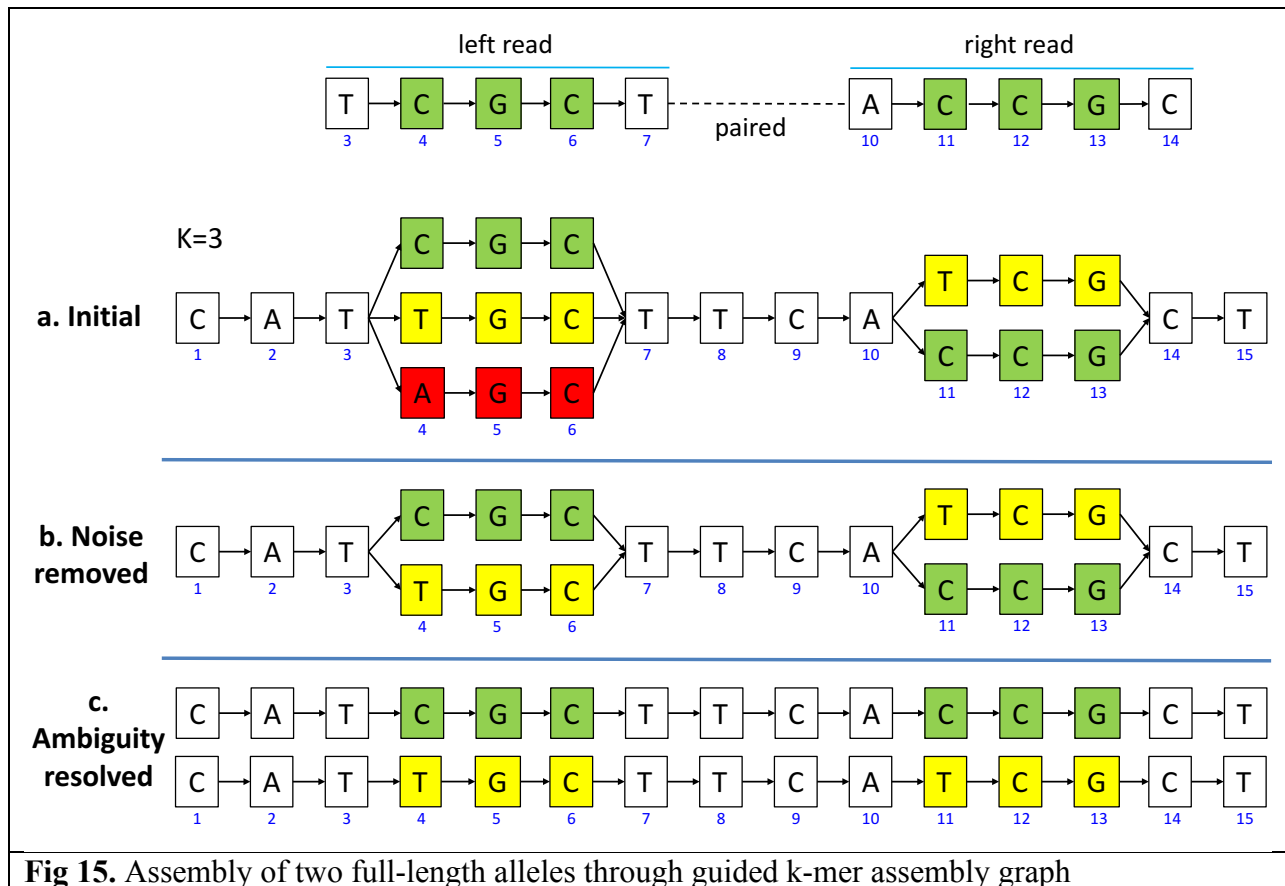 left read right read
T C G C T A C C G C
paired
3 4 5 6 7 10 11 12 13 14
K=3
C G C
T C G
a. Initial C A T T G C T T C A C T
1 2 3 7 8 9 10 14 15
C C G
A G C 11 12 13
4 5 6
C G C T C G
b. Noise
removed
C A T T T C A C T
1 2 3 7 8 9 10 14 15
T G C C C G
4 5 6 11 12 13
c.
Ambiguity
resolved
C A T C G C T T C A C C G C T
C A T T G C T T C A T C G C T
1 2 3 4 5 6 7 8 9 10 11 12 13 14 15
Fig 15. Assembly of two full-length alleles through guided k-mer assembly graph